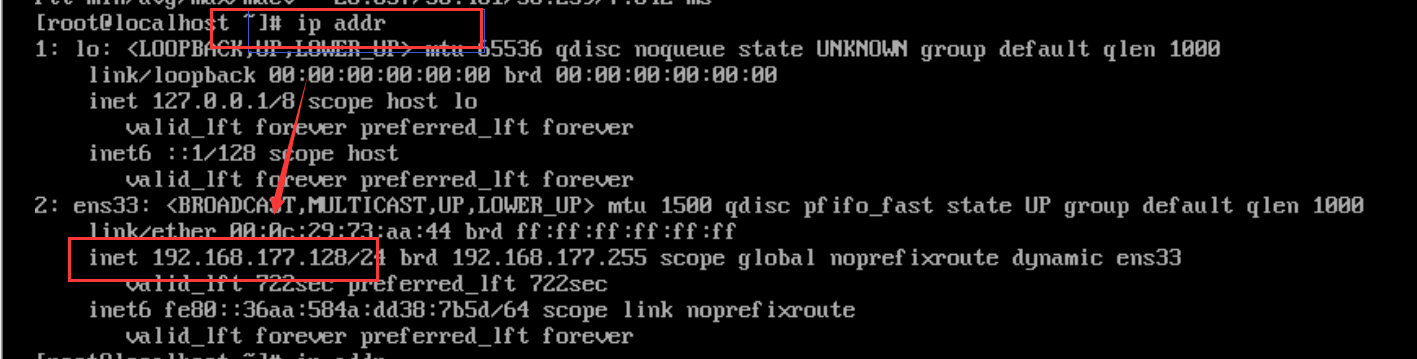 [root@localhost ~]# ip addr
1: lo: <LOOPBACK,UP,LOWER_UP> mtu 65536 qdisc noqueue state UNKNOWN group default qlen 1000
link/loopback 00:00:00:00:00:00 brd 00:00:00:00:00:00
inet 127.0.0.1/8 scope host lo
valid_lft forever preferred_lft forever
inet6 ::1/128 scope host
valid_lft forever preferred_lft forever
2: ens33: <BROADCAST,MULTICAST,UP,LOWER_UP> mtu 1500 qdisc pfifo_fast state UP group default qlen 1000
link/ether 00:0c:29:73:aa:44 brd ff:ff:ff:ff:ff:ff
inet 192.168.177.128/24 brd 192.168.177.255 scope global noprefixroute dynamic ens33
valid_lft 722sec preferred_lft 722sec
inet6 fe80::36aa:584a:dd38:7b5d/64 scope link noprefixroute
valid_lft forever preferred_lft forever
[root@localhost ~]# ip addr